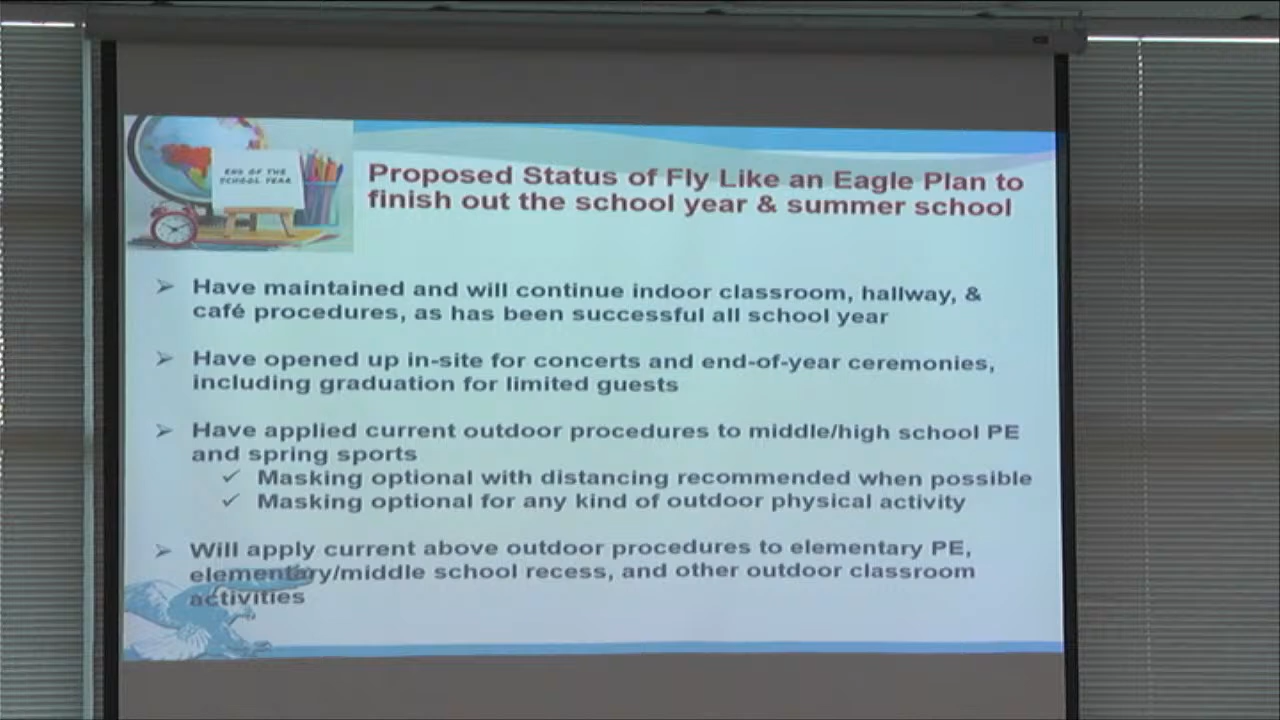 END OF THE
SCHOOL YEAR
Proposed Status of Fly Like an Eagle Plan to
finish out the school year & summer school
Have maintained and will continue indoor classroom, hallway, &
café procedures, as has been successful all school year
Have opened up in-site for concerts and end-of-year ceremonies,
including graduation for limited guests
Have applied current outdoor procedures to middle/high school PE
and spring sports
Masking optional with distancing recommended when possible
Masking optional for any kind of outdoor physical activity
Will apply current above outdoor procedures to elementary PE,
elementary/middle school recess, and other outdoor classroom
activities